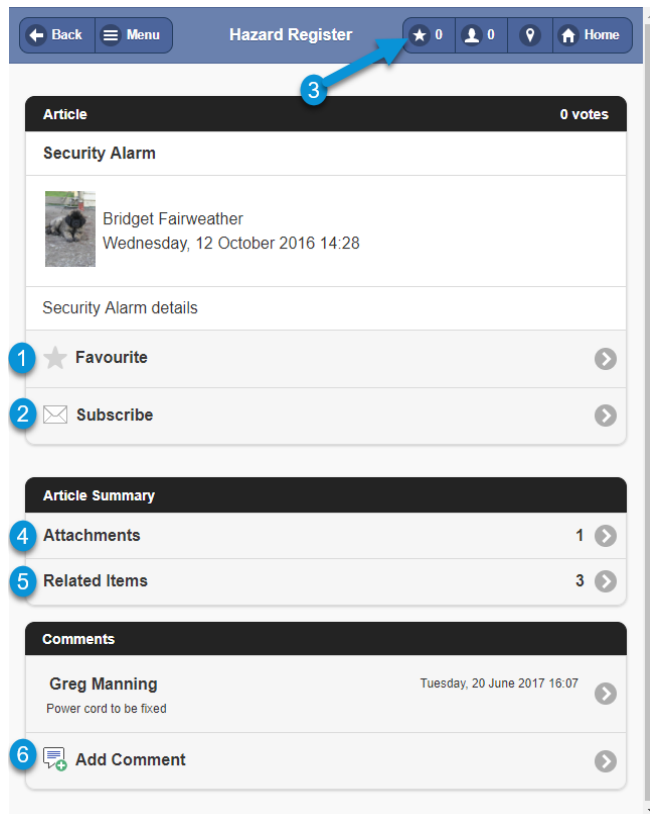 Back Menu Hazard Register 0 0 Home
3
Article 0 votes
Security Alarm
Bridget Fairweather
Wednesday, 12 October 2016 14:28
Security Alarm details
1 Favourite
2 Subscribe
Article Summary
4 Attachments 1
5 Related Items 3
Comments
Greg Manning Tuesday, 20 June 2017 16:07
Power cord to be fixed
6 Add Comment